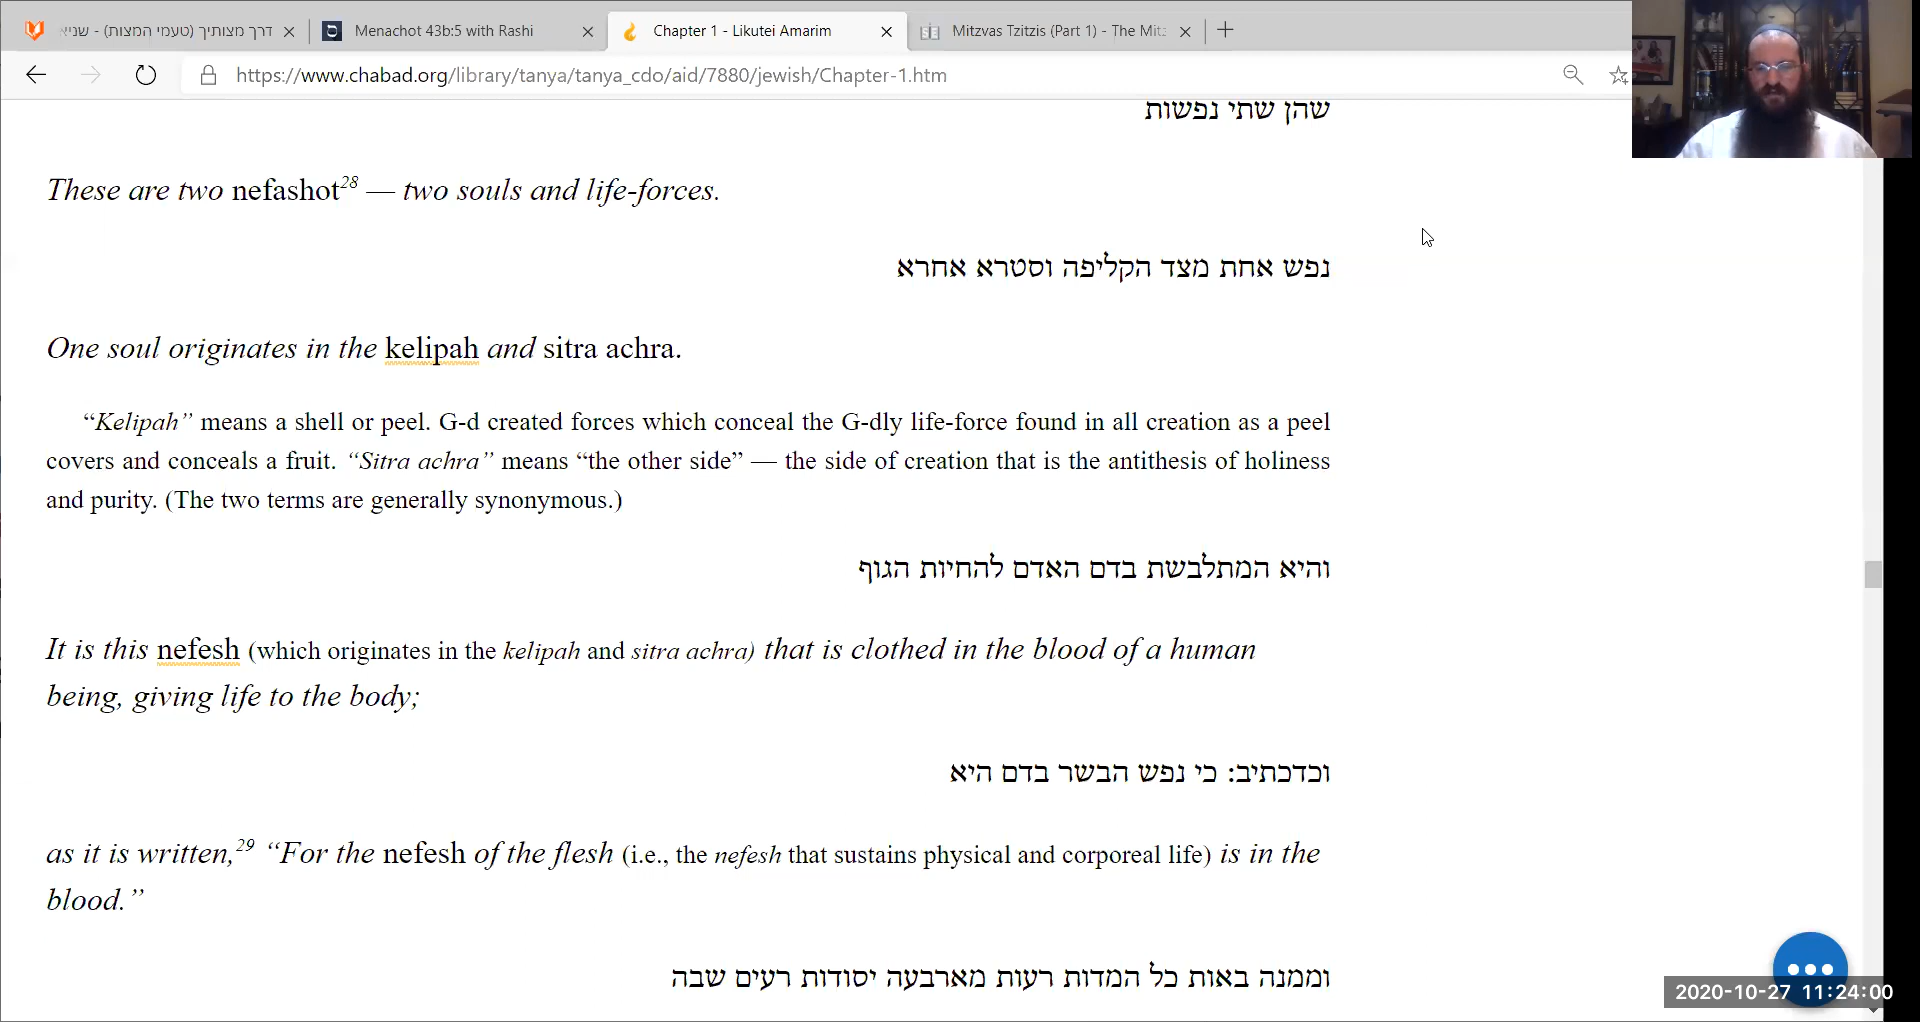 דרך מצותיך (טעמי המצות) - שניא
Menachot 43b:5 with Rashi
Chapter 1 - Likutei Amarim
Mitzvas Tzitzis (Part 1) - The Mitz
https://www.chabad.org/library/tanya/tanya_cdo/aid/7880/jewish/Chapter-1.htm
שהן שתי נפשות
These are two nefashot28 — two souls and life-forces.
נפש אחת מצד הקליפה וסטרא אחרא
One soul originates in the kelipah and sitra achra.
“Kelipah” means a shell or peel. G-d created forces which conceal the G-dly life-force found in all creation as a peel
covers and conceals a fruit. “Sitra achra” means “the other side” — the side of creation that is the antithesis of holiness
and purity. (The two terms are generally synonymous.)
והיא המתלבשת בדם האדם להחיות הגוף
It is this nefesh (which originates in the kelipah and sitra achra) that is clothed in the blood of a human
being, giving life to the body;
וכדכתיב: כי נפש הבשר בדם היא
as it is written,29 “For the nefesh of the flesh (i.e., the nefesh that sustains physical and corporeal life) is in the
blood.”
וממנה באות כל המדות רעות מארבעה יסודות רעים שבה
2020-10-27 11:24:00